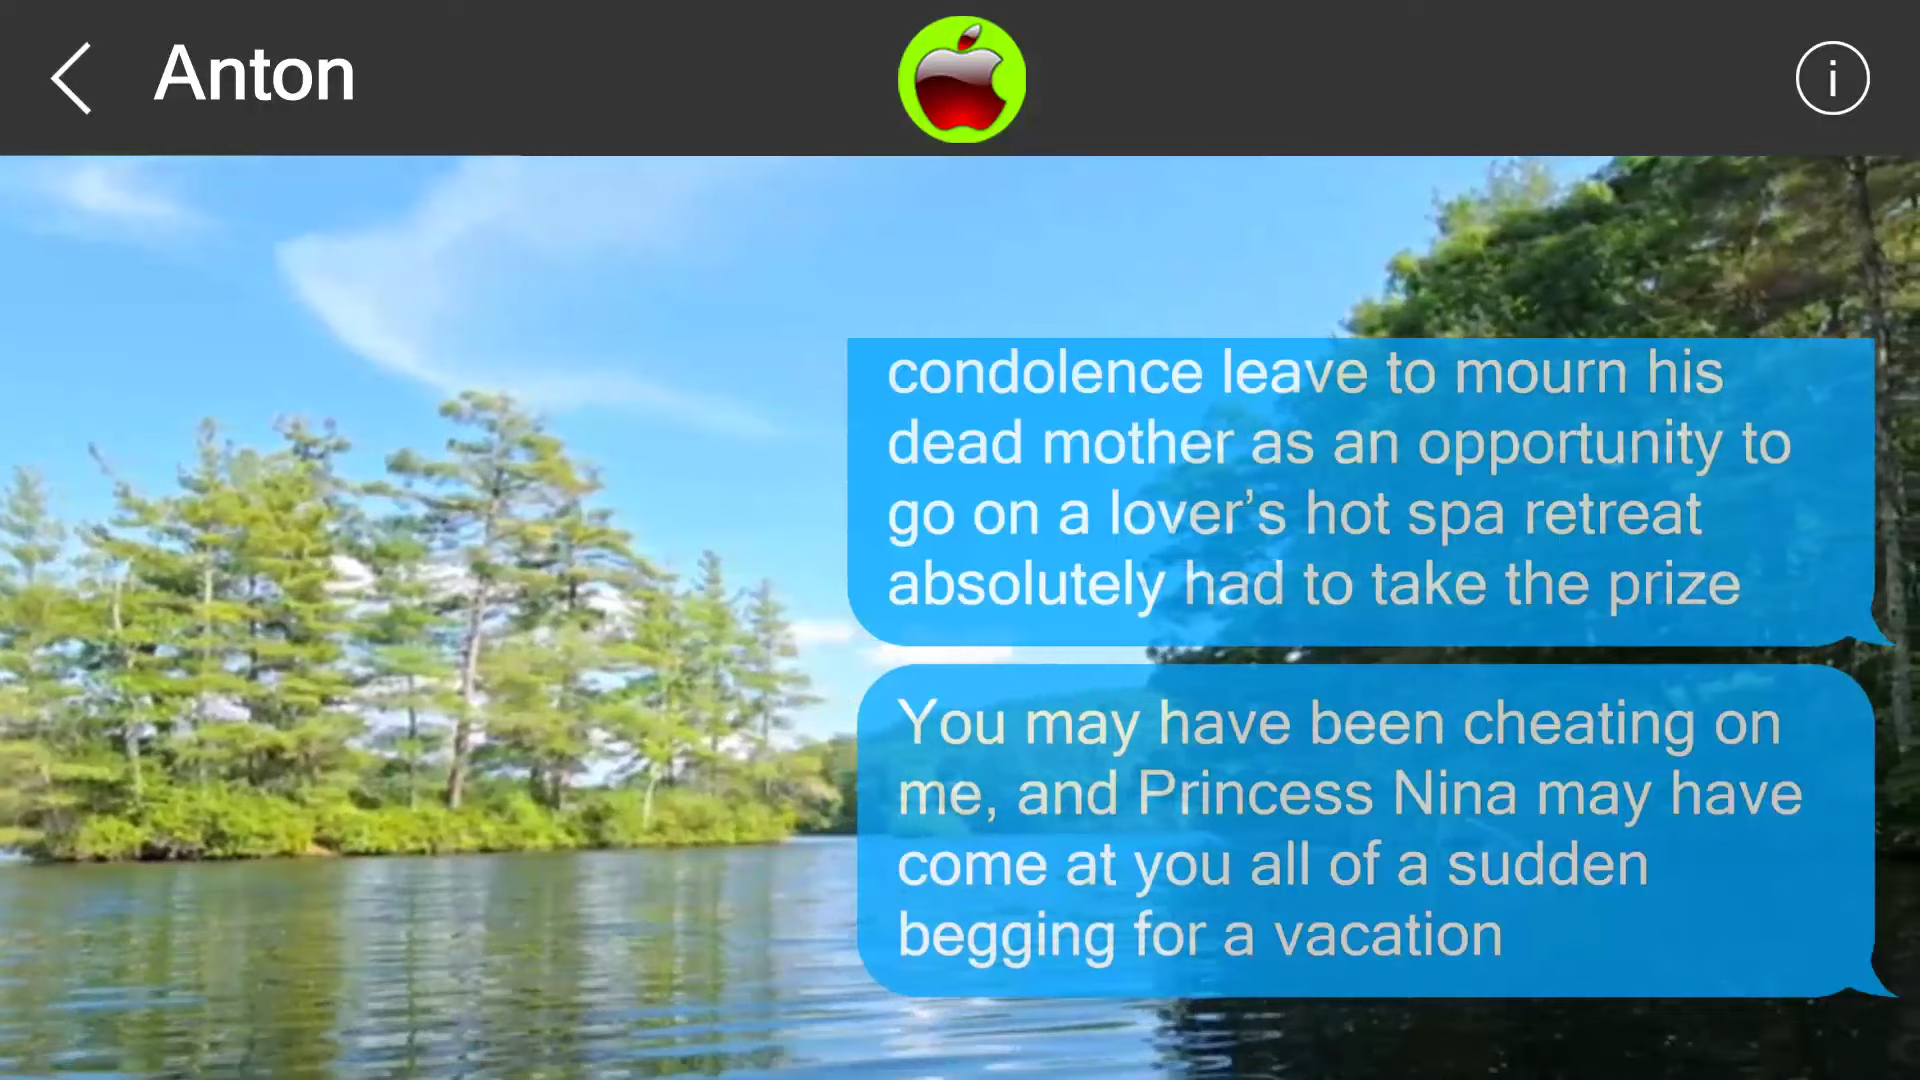 Anton
condolence leave to mourn his
dead mother as an opportunity to
go on a lover’s hot spa retreat
absolutely had to take the prize
You may have been cheating on
me, and Princess Nina may have
come at you all of a sudden
begging for a vacation